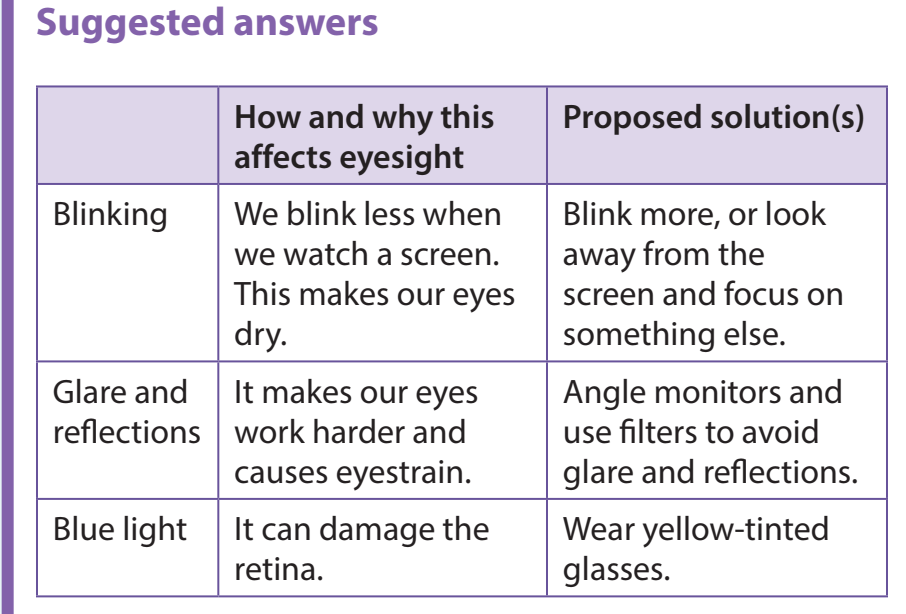 Suggested answers
How and why this
affects eyesight
Proposed solution(s)
Blinking
We blink less when
we watch a screen.
This makes our eyes
dry.
Blink more, or look
away from the
screen and focus on
something else.
Glare and
reflections
It makes our eyes
work harder and
causes eyestrain.
Angle monitors and
use filters to avoid
glare and reflections.
Blue light
It can damage the
retina.
Wear yellow-tinted
glasses.